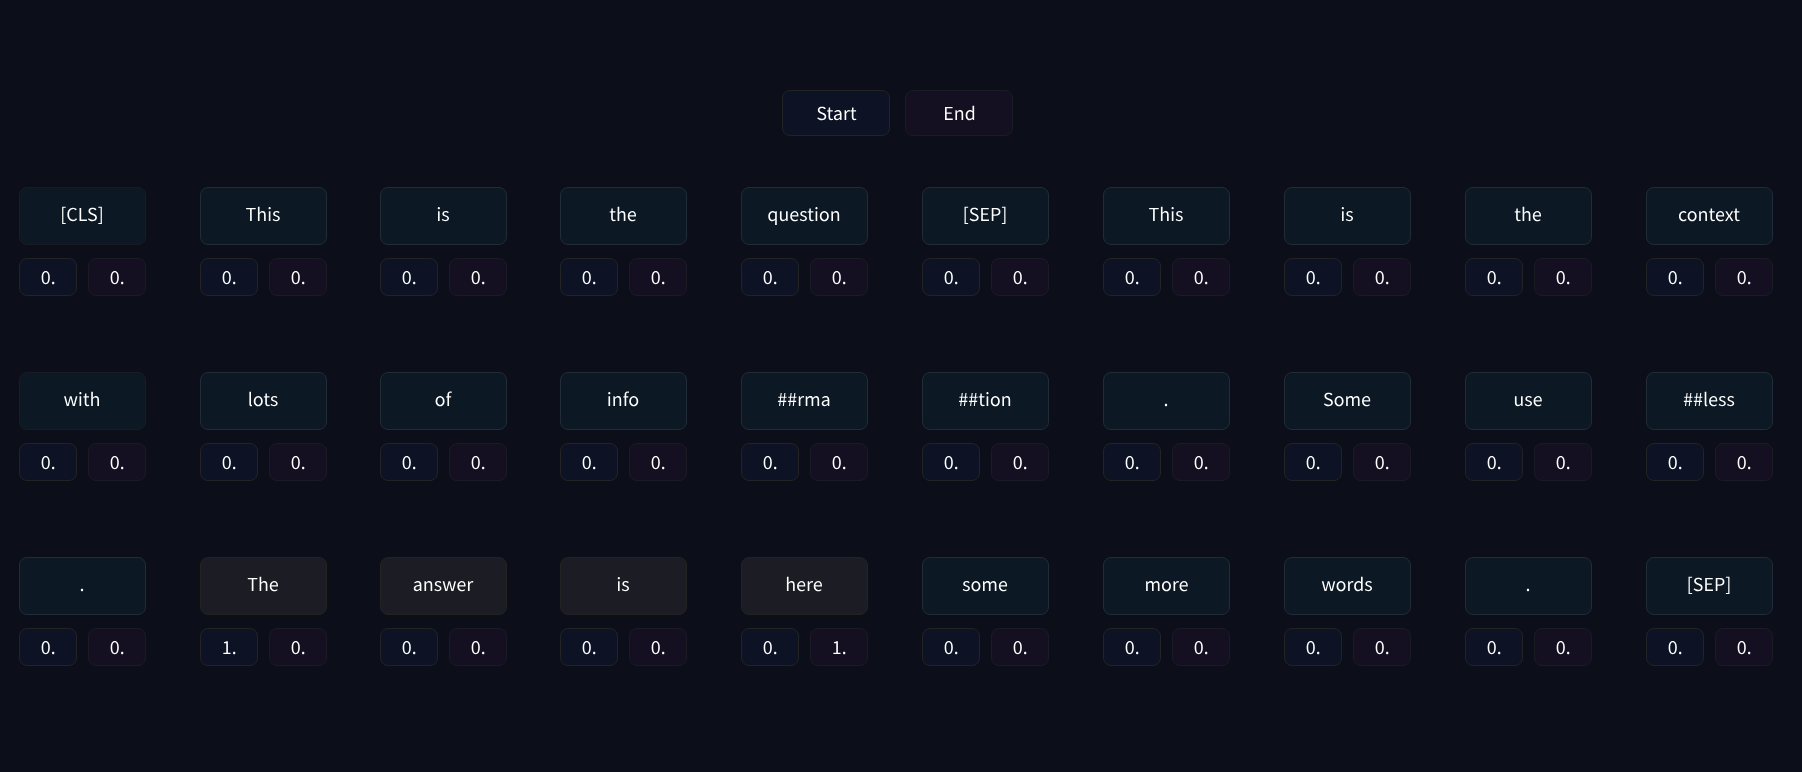 Start End
[CLS] This is the question [SEP] This is the context
0. 0. 0. 0. 0. 0. 0. 0. 0. 0. 0. 0. 0. 0. 0. 0. 0. 0. 0. 0.
with lots of info ##rma ##tion . Some use ##less
0. 0. 0. 0. 0. 0. 0. 0. 0. 0. 0. 0. 0. 0. 0. 0. 0. 0. 0. 0.
. The answer is here some more words . [SEP]
0. 0. 1. 0. 0. 0. 0. 0. 0. 1. 0. 0. 0. 0. 0. 0. 0. 0. 0. 0.